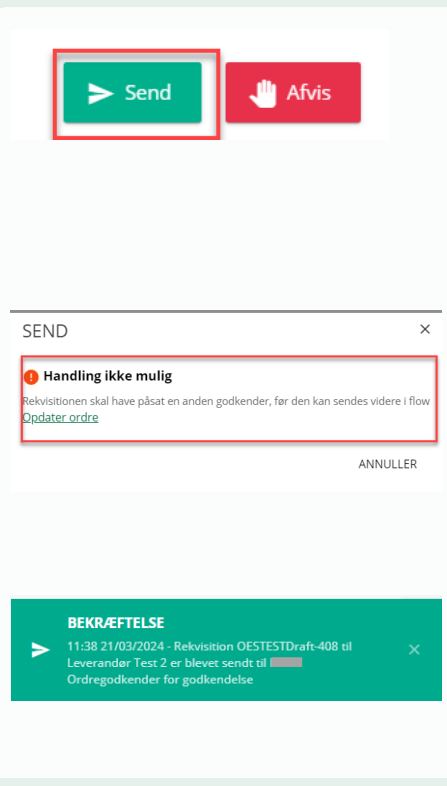 Send
Afvis
SEND
Handling ikke mulig
Rekvisitionen skal have påsat en anden godkender, før den kan sendes videre i flow
Opdater ordre
ANNULLER
BEKRÆFTELSE
11:38 21/03/2024 - Rekvisition OESTESTDraft-408 til
Leverandør Test 2 er blevet sendt til
Ordregodkender for godkendelse